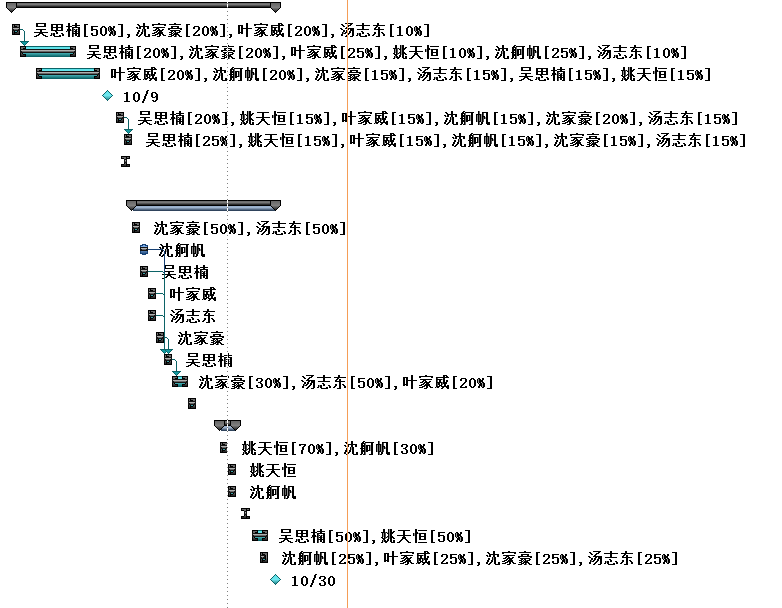 吴思楠[50%],沈家豪[20%],叶家威[20%],汤志东[10%]
吴思楠[20%],沈家豪[20%],叶家威[25%],姚天恒[10%],沈舸帆[25%],汤志东[10%]
叶家威[20%],沈舸帆[20%],沈家豪[15%],汤志东[15%],吴思楠[15%],姚天恒[15%]
10/9
吴思楠[20%],姚天恒[15%],叶家威[15%],沈舸帆[15%],沈家豪[20%],汤志东[15%]
吴思楠[25%],姚天恒[15%],叶家威[15%],沈舸帆[15%],沈家豪[15%],汤志东[15%]
沈家豪[50%],汤志东[50%]
沈舸帆
吴思楠
叶家威
汤志东
沈家豪
吴思楠
沈家豪[30%],汤志东[50%],叶家威[20%]
姚天恒[70%],沈舸帆[30%]
姚天恒
沈舸帆
吴思楠[50%],姚天恒[50%]
沈舸帆[25%],叶家威[25%],沈家豪[25%],汤志东[25%]
10/30